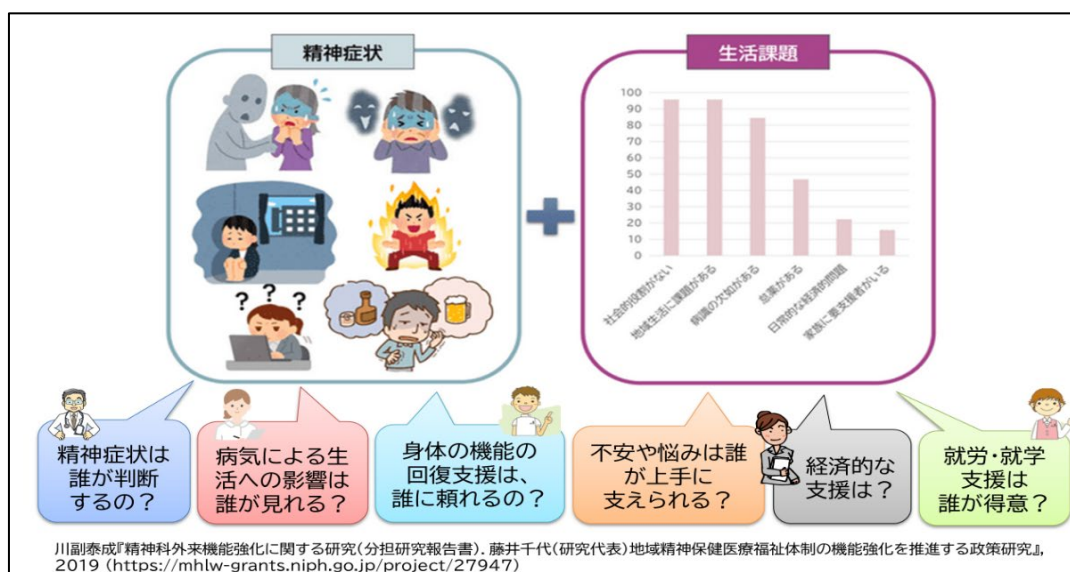 精神症状
生活課題
? ? ?
100
90
80
70
60
50
40
30
20
10
0
社会的役割がない
地域生活に課題がある
病識の欠如がある
怠薬がある
日常的な経済的問題
家族に要支援者がいる
精神症状は
誰が判断
するの？
病気による生
活への影響は
誰が見れる？
身体の機能の
回復支援は、
誰に頼れるの？
不安や悩みは誰
が上手に
支えられる？
経済的な
支援は？
就労・就学
支援は
誰が得意？
川副泰成『精神科外来機能強化に関する研究（分担研究報告書）. 藤井千代（研究代表）地域精神保健医療福祉体制の機能強化を推進する政策研究』,
2019 (https://mhlw-grants.niph.go.jp/project/27947)